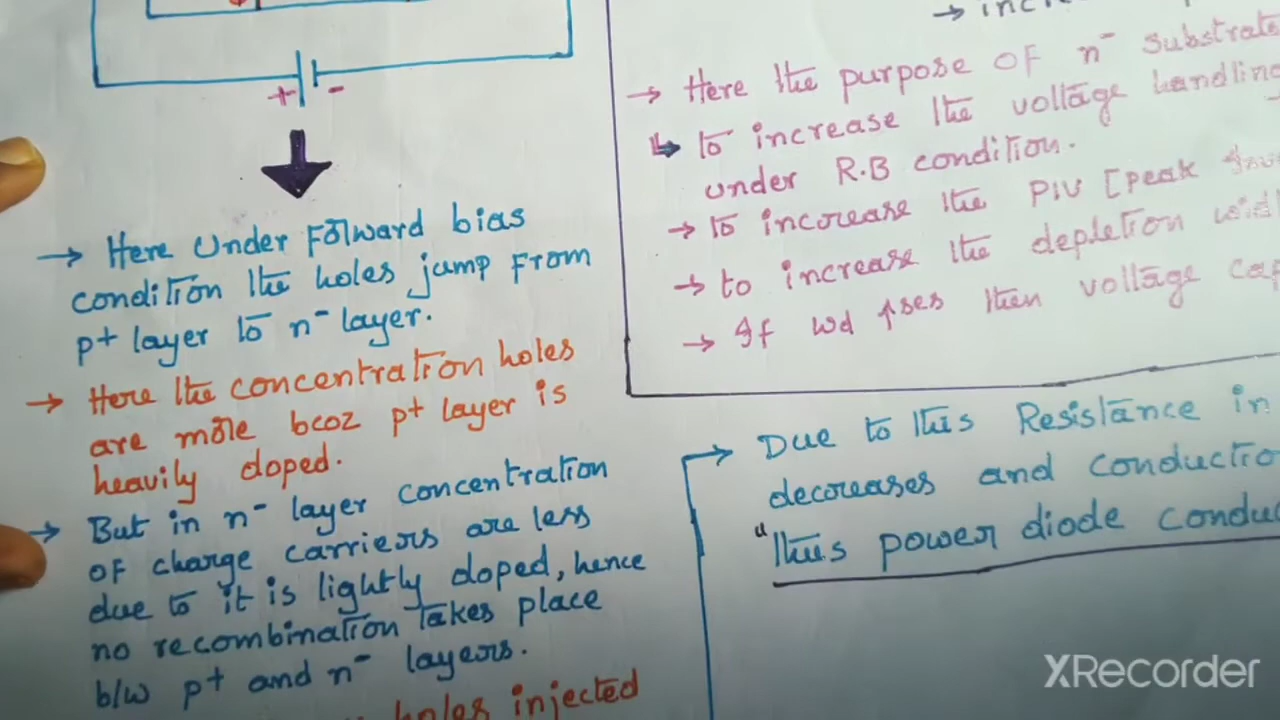 + -
→ Here under Forward bias
condition the holes jump from
p+ layer to n- layer.
→ Here the concentration holes
are more bcoz p+ layer is
heavily doped.
→ But in n- layer concentration
of charge carriers are less
due to it is lightly doped, hence
no recombination takes place
b/w p+ and n- layers.
holes injected
→ Here the purpose of n- substrate
↳ to increase the voltage handling
under R.B condition.
→ to increase the PIV [peak
→ to increase the depletion
→ If Wd ↑ses then voltage
→ Due to this Resistance in
decreases and
"this power diode
XRecorder